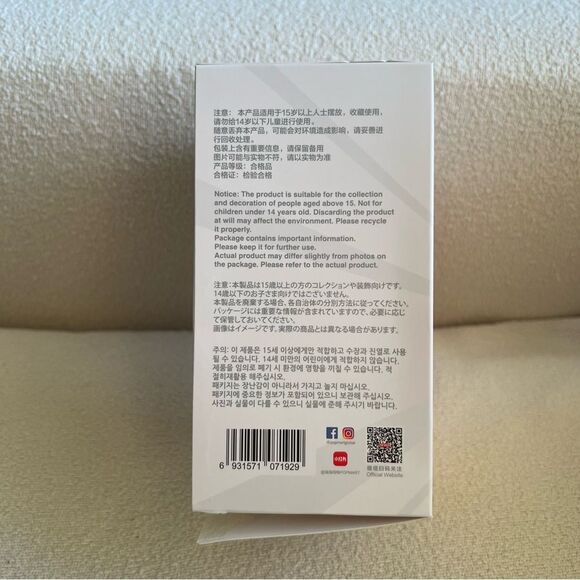 注意： 本产品适用于15岁以上人士摆放，收藏使用，
请勿给14岁以下儿童进行使用。
随意丢弃本产品，可能会对环境造成影响，请妥善进
行回收处理。
包装上含有重要信息，请保留备用
图片可能与实物不符，请以实物为准
产品等级：合格品
合格证：检验合格
Notice: The product is suitable for the collection
and decoration of people aged above 15. Not for
children under 14 years old. Discarding the product
at will may affect the environment. Please recycle
it properly.
Package contains important information.
Please keep it for further use.
Actual product may differ slightly from photos on
the package. Please refer to the actual product.
注意:本製品は15歳以上の方のコレクションや装飾向けです。
14歳以下のお子さま向けではございません。
本製品を廃棄する場合、各自治体の分別方法に従ってください。
パッケージには重要な情報が含まれていますので、必要に応じ
て保管しておいてください。
画像はイメージです。実際の商品とは異なる場合があります。
주의: 이 제품은 15세 이상에게만 적합하고 수장과 진열로 사용
될 수 있습니다. 14세 미만의 어린이에게 적합하지 않습니다.
제품을 임의로 폐기 시 환경에 영향을 끼칠 수 있습니다. 적
절히재활용 해주십시오.
패키지는 장난감이 아니라서 가지고 놀지 마십시오.
패키지에 중요한 정보가 포함되어 있으니 보관해 주십시오.
사진과 실물이 다를 수 있으니 실물에 준해 주시기 바랍니다.
6 931571 071929
@popmartglobal
小红书
@泡泡玛特POPMART
微信扫码关注
Official Website